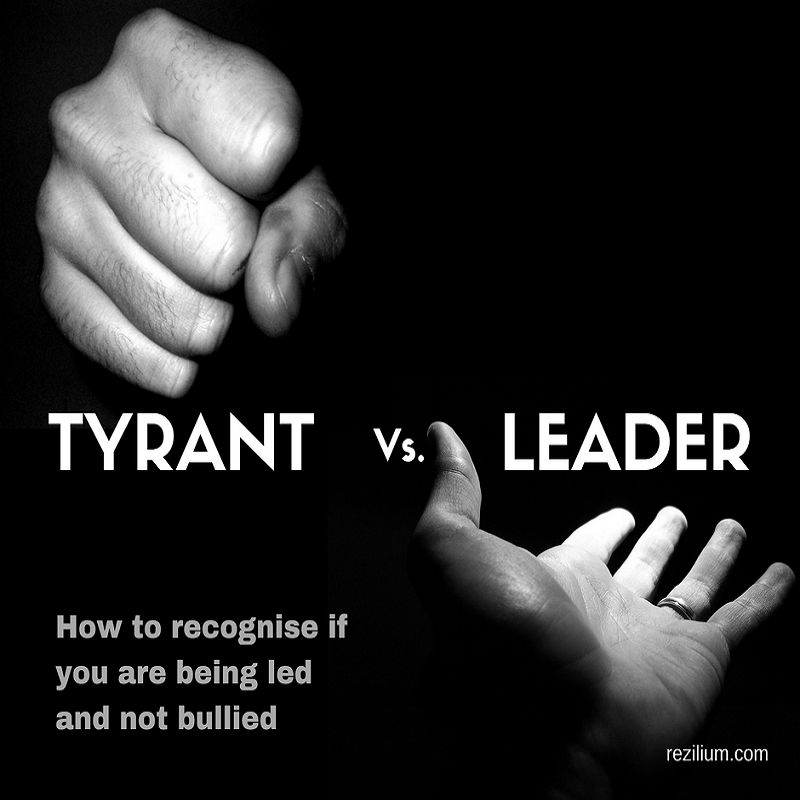 TYRANT Vs. LEADER
How to recognise if
you are being led
and not bullied
rezilium.com